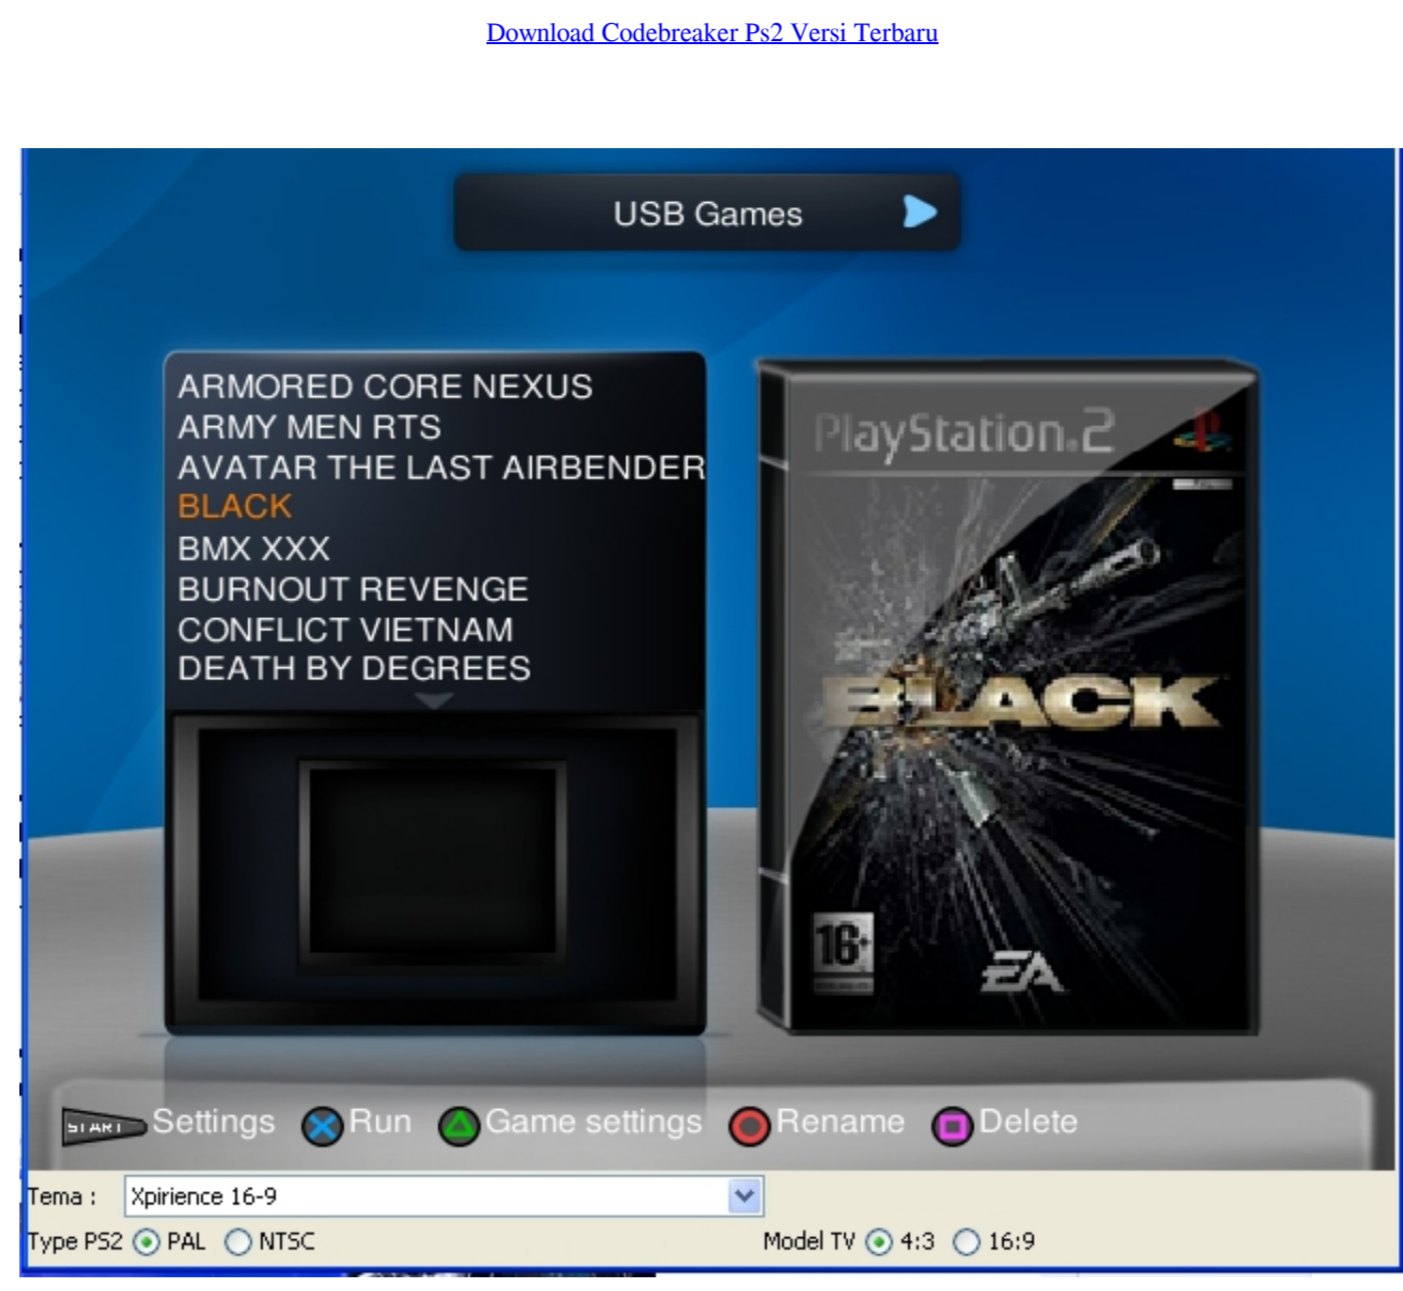 Download Codebreaker Ps2 Versi Terbaru
USB Games
ARMORED CORE NEXUS
ARMY MEN RTS
AVATAR THE LAST AIRBENDER
BLACK
BMX XXX
BURNOUT REVENGE
CONFLICT VIETNAM
DEATH BY DEGREES
PlayStation.2
BLACK
16+
EA
START Settings Run Game settings Rename Delete
Tema : Xpirience 16-9
Type PS2 PAL NTSC Model TV 4:3 16:9